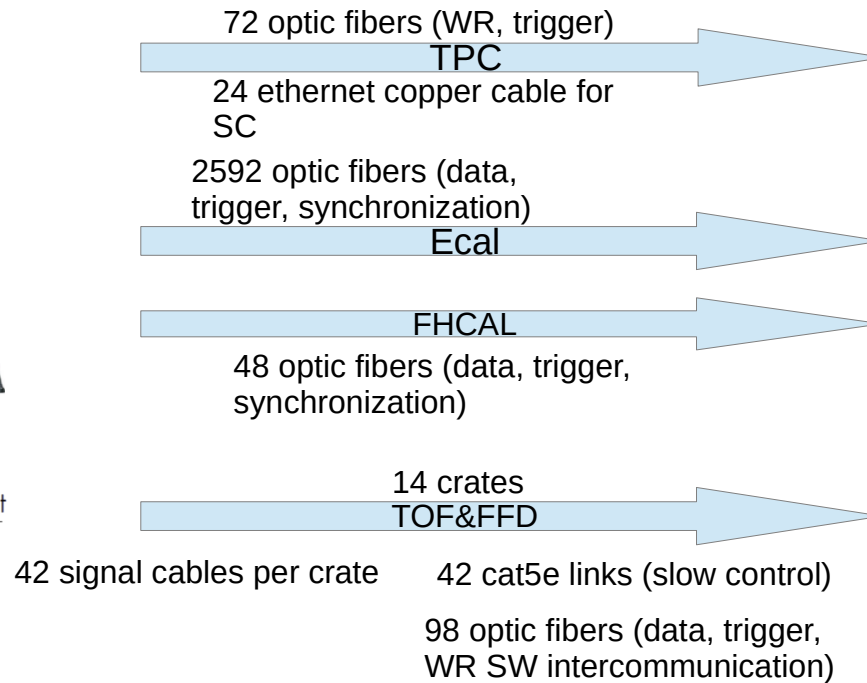 72 optic fibers (WR, trigger)
TPC
24 ethernet copper cable for
SC
2592 optic fibers (data,
trigger, synchronization)
Ecal
FHCAL
48 optic fibers (data, trigger,
synchronization)
14 crates
TOF&FFD
42 signal cables per crate
42 cat5e links (slow control)
98 optic fibers (data, trigger,
WR SW intercommunication)